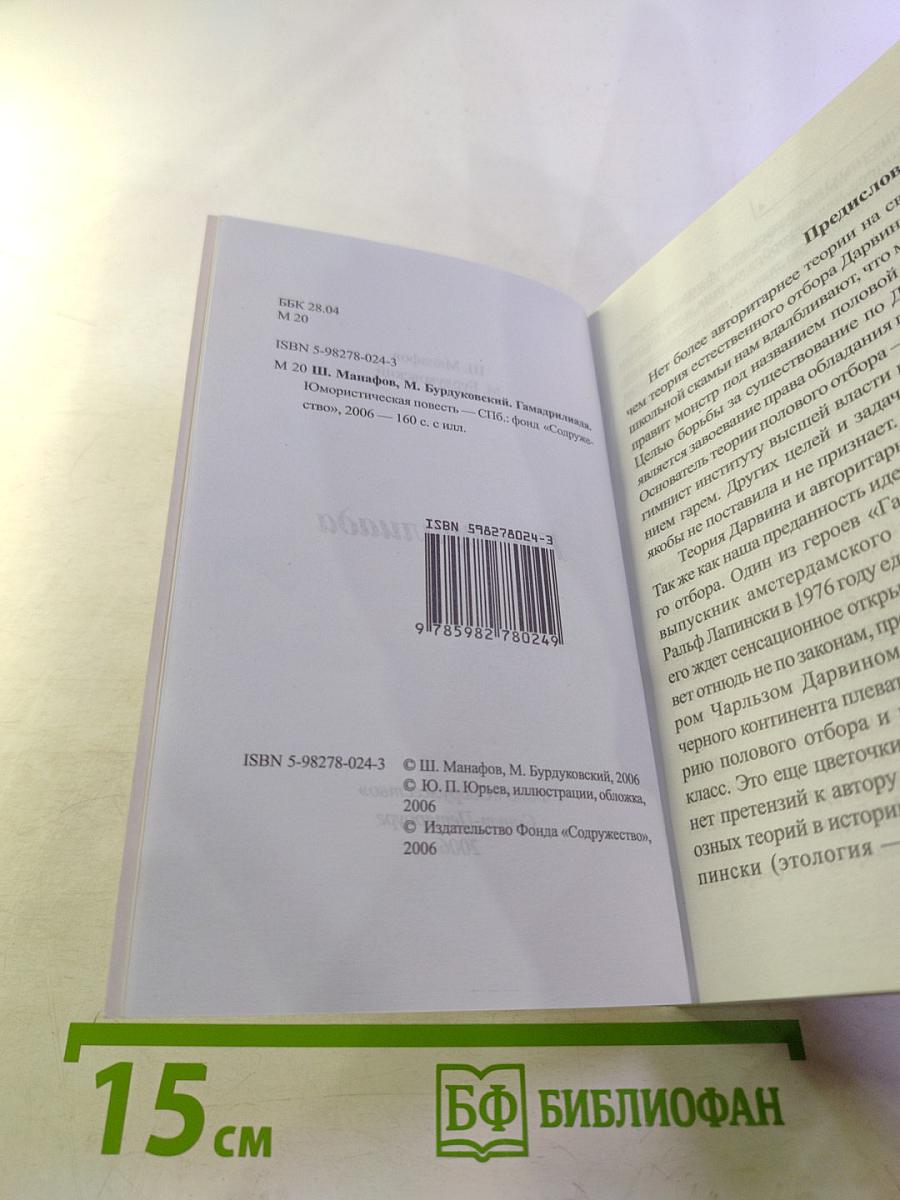 ББК 28.04
М 20
ISBN 5-98278-024-3
М 20 Ш. Манафов, М. Бурдуковский. Гамадрилиада.
Юмористическая повесть — СПб.: фонд «Содруже-
ство», 2006 — 160 с. с илл.
ISBN 598278024-3
9 785982 780249
ISBN 5-98278-024-3
© Ш. Манафов, М. Бурдуковский, 2006
© Ю. П. Юрьев, иллюстрации, обложка,
2006
© Издательство Фонда «Содружество»,
2006
Предислов
Нет более авторитарнее теории на св
чем теория естественного отбора Дарвин
школьной скамьи нам вдалбливают, что м
правит монстр под названием половой
Целью борьбы за существование по Д
является завоевание права обладания г
Основатель теории полового отбора —
гимнист институту высшей власти
нием гарем. Других целей и задач
якобы не поставила и не признает.
Теория Дарвина и авторитарн
Так же как наша преданность иде
го отбора. Один из героев «Га
выпускник амстердамского
Ральф Лапински в 1976 году ед
его ждет сенсационное откры
вет отнюдь не по законам, пре
ром Чарльзом Дарвином
черного континента плеват
рию полового отбора и
класс. Это еще цветочки
нет претензий к автору
озных теорий в истори
пински (этология —
15 см
БФ БИБЛИОФАН